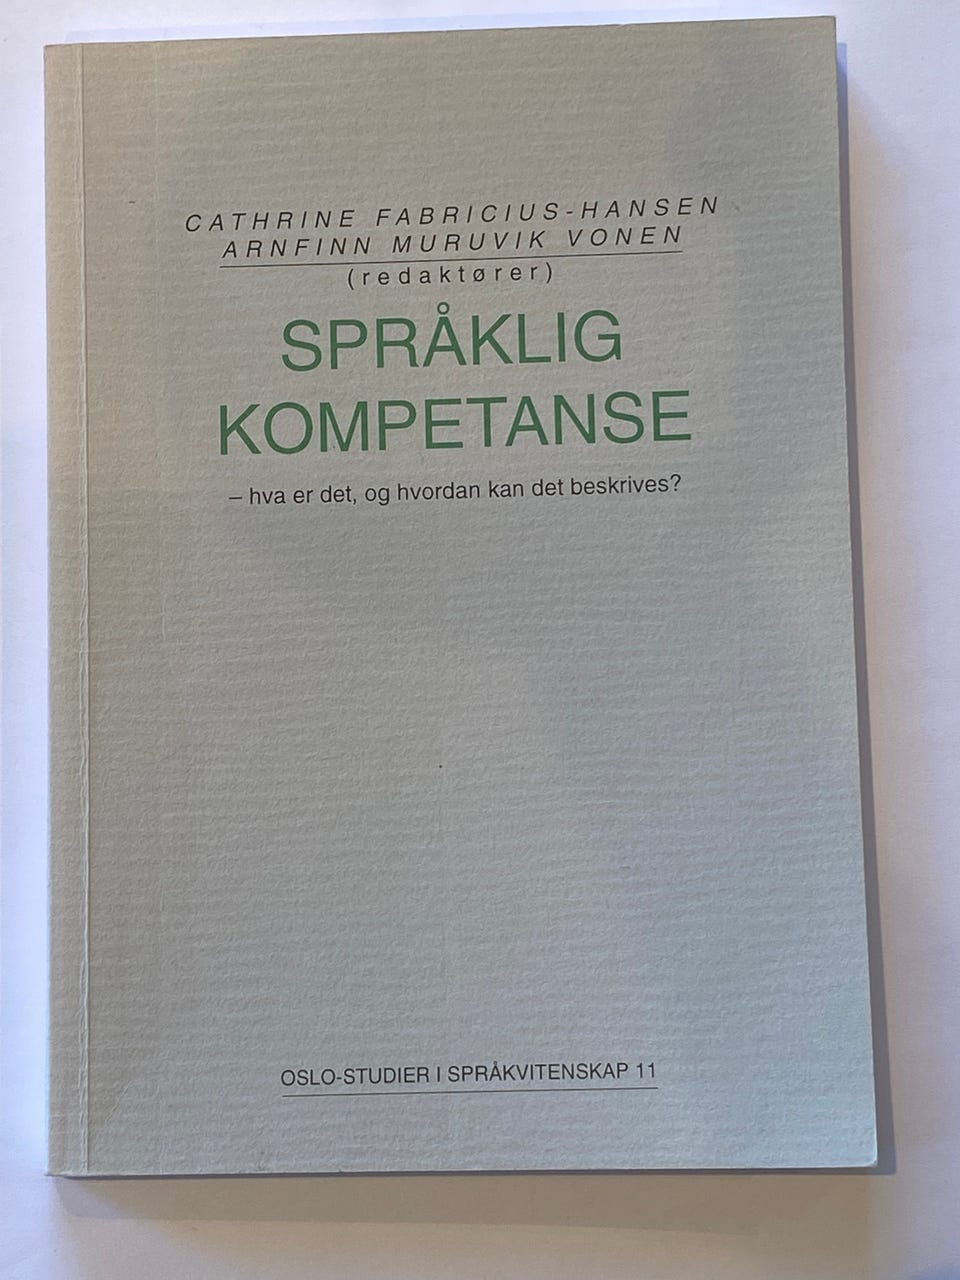 CATHRINE FABRICIUS-HANSEN
ARNFINN MURUVIK VONEN
(redaktører)
SPRÅKLIG
KOMPETANSE
– hva er det, og hvordan kan det beskrives?
OSLO-STUDIER I SPRÅKVITENSKAP 11